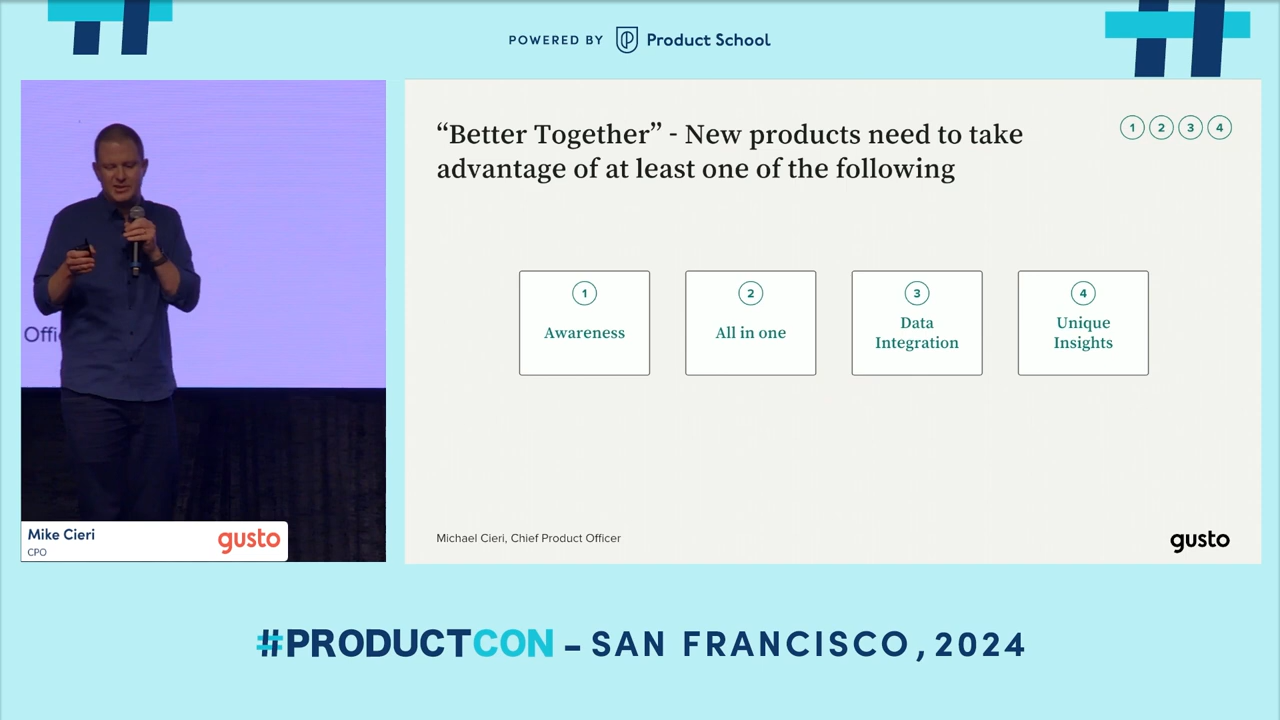 POWERED BY Product School
“Better Together” - New products need to take
advantage of at least one of the following
1 2 3 4
1
Awareness
2
All in one
3
Data
Integration
4
Unique
Insights
Michael Cieri, Chief Product Officer
gusto
Offi
Mike Cieri
CPO
gusto
#PRODUCTCON – SAN FRANCISCO, 2024